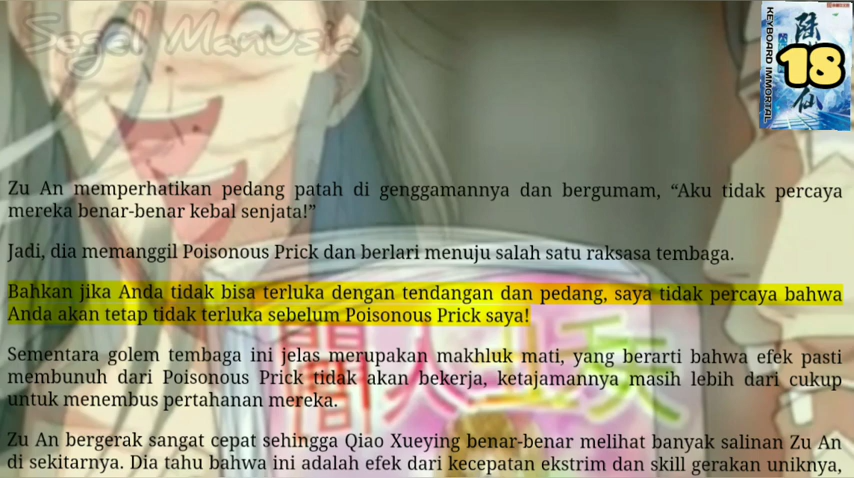 Segel Manusia
KEYBOARD IMMORTAL
18
Zu An memperhatikan pedang patah di genggamannya dan bergumam, “Aku tidak percaya
mereka benar-benar kebal senjata!”
Jadi, dia memanggil Poisonous Prick dan berlari menuju salah satu raksasa tembaga.
Bahkan jika Anda tidak bisa terluka dengan tendangan dan pedang, saya tidak percaya bahwa
Anda akan tetap tidak terluka sebelum Poisonous Prick saya!
Sementara golem tembaga ini jelas merupakan makhluk mati, yang berarti bahwa efek pasti
membunuh dari Poisonous Prick tidak akan bekerja, ketajamannya masih lebih dari cukup
untuk menembus pertahanan mereka.
Zu An bergerak sangat cepat sehingga Qiao Xueying benar-benar melihat banyak salinan Zu An
di sekitarnya. Dia tahu bahwa ini adalah efek dari kecepatan ekstrim dan skill gerakan uniknya,